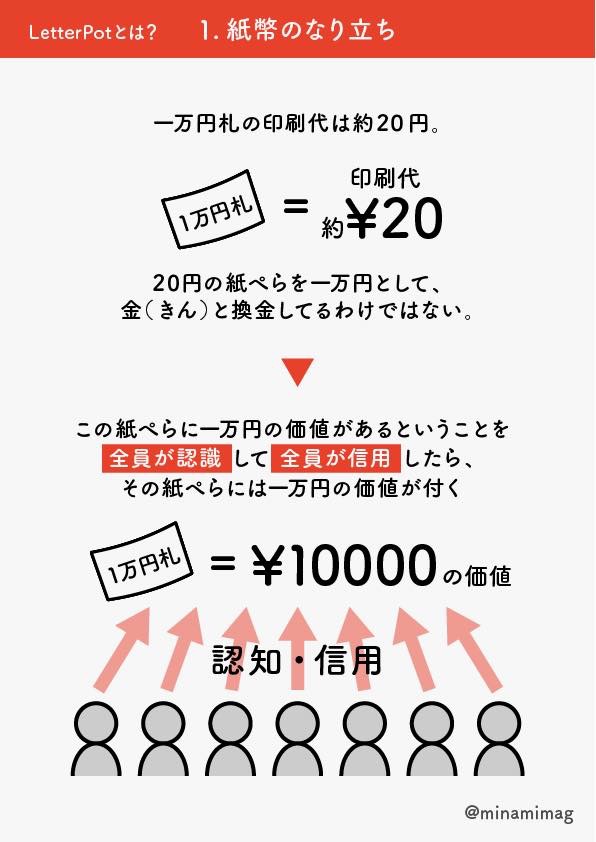 LetterPotとは？ 1. 紙幣のなり立ち
一万円札の印刷代は約20円。
印刷代
1万円札 = 約¥20
20円の紙ぺらを一万円として、
金（きん）と換金してるわけではない。
この紙ぺらに一万円の価値があるということを
全員が認識 して 全員が信用 したら、
その紙ぺらには一万円の価値が付く
1万円札 = ¥10000の価値
認知・信用
@minamimag